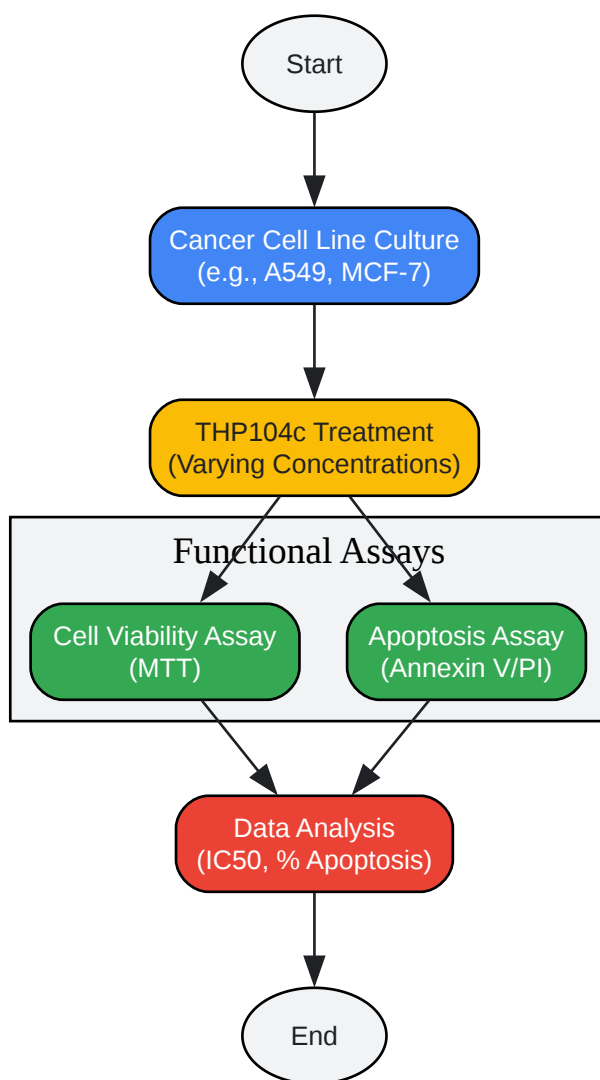 Start
Cancer Cell Line Culture
(e.g., A549, MCF-7)
THP104c Treatment
(Varying Concentrations)
Functional Assays
Cell Viability Assay
(MTT)
Apoptosis Assay
(Annexin V/PI)
Data Analysis
(IC50, % Apoptosis)
End